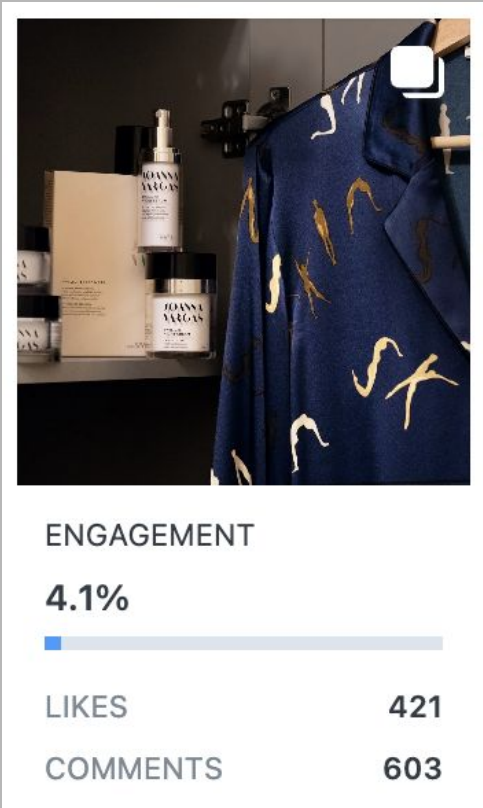 JOANNA
VARGAS
JOANNA
VARGAS
ENGAGEMENT
4.1%
LIKES 421
COMMENTS 603